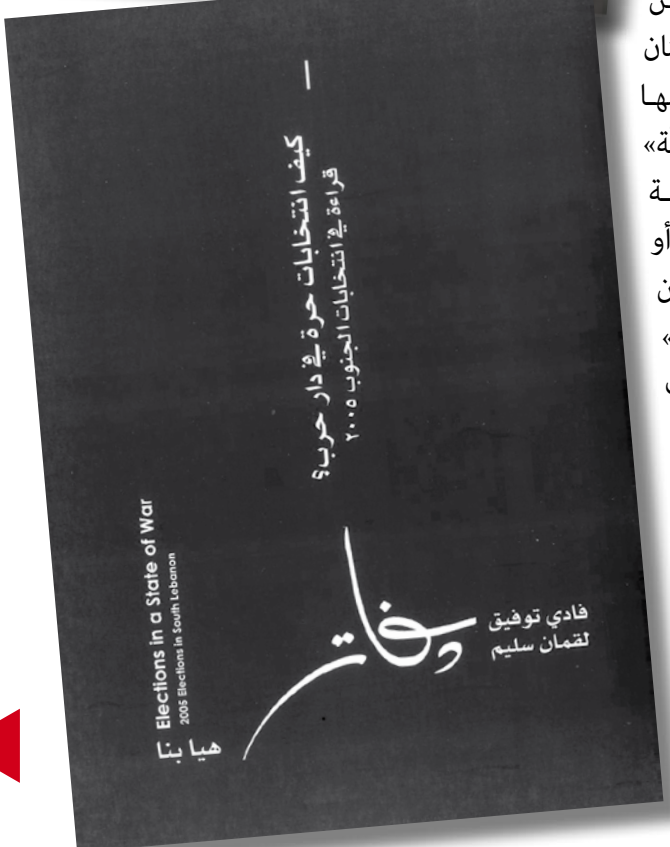 أو
كيف انتخابات حرة في دار حرب؟
قراءة في انتخابات الجنوب ٢٠٠٥
فادي توفيق
لقمان سليم
Elections in a State of War
2005 Elections in South Lebanon
هيا بنا